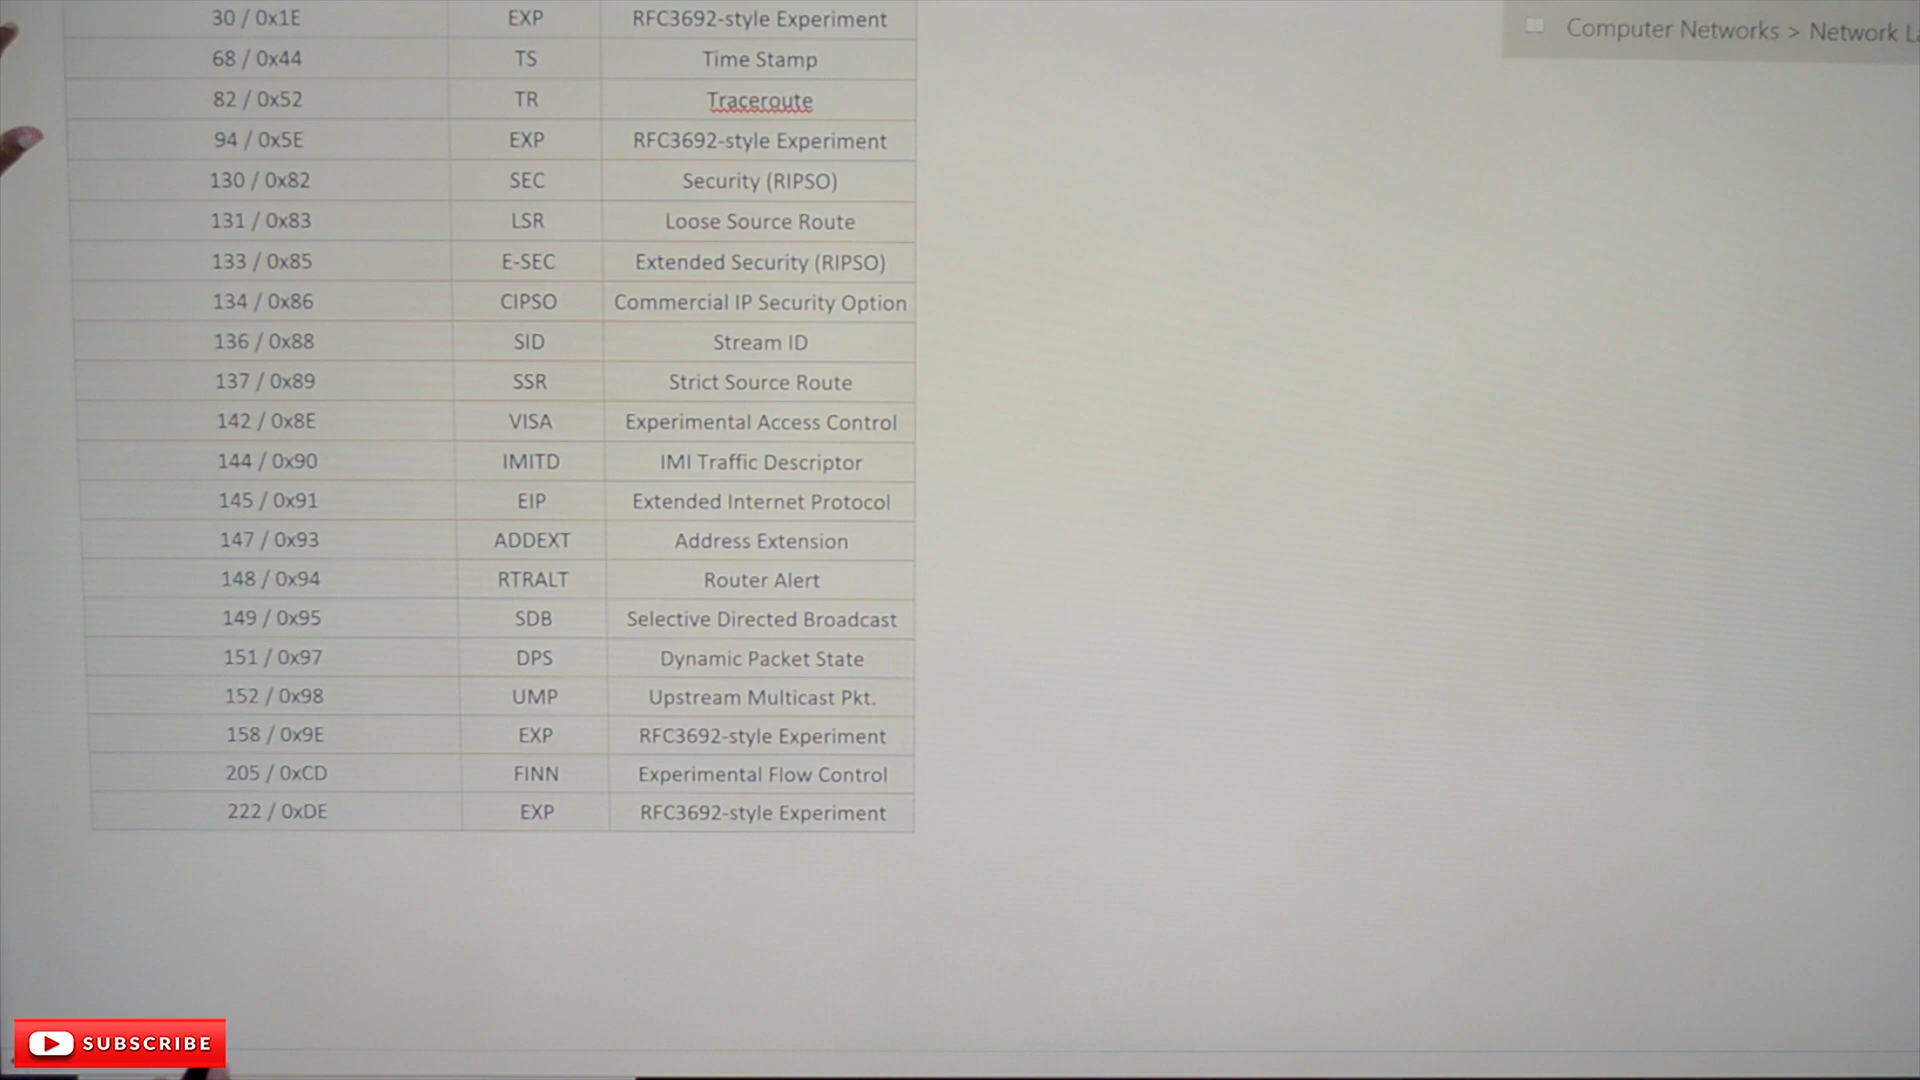 30 / 0x1E EXP RFC3692-style Experiment
Computer Networks > Network La
68 / 0x44 TS Time Stamp
82 / 0x52 TR Traceroute
94 / 0x5E EXP RFC3692-style Experiment
130 / 0x82 SEC Security (RIPSO)
131 / 0x83 LSR Loose Source Route
133 / 0x85 E-SEC Extended Security (RIPSO)
134 / 0x86 CIPSO Commercial IP Security Option
136 / 0x88 SID Stream ID
137 / 0x89 SSR Strict Source Route
142 / 0x8E VISA Experimental Access Control
144 / 0x90 IMITD IMI Traffic Descriptor
145 / 0x91 EIP Extended Internet Protocol
147 / 0x93 ADDEXT Address Extension
148 / 0x94 RTRALT Router Alert
149 / 0x95 SDB Selective Directed Broadcast
151 / 0x97 DPS Dynamic Packet State
152 / 0x98 UMP Upstream Multicast Pkt.
158 / 0x9E EXP RFC3692-style Experiment
205 / 0xCD FINN Experimental Flow Control
222 / 0xDE EXP RFC3692-style Experiment
SUBSCRIBE